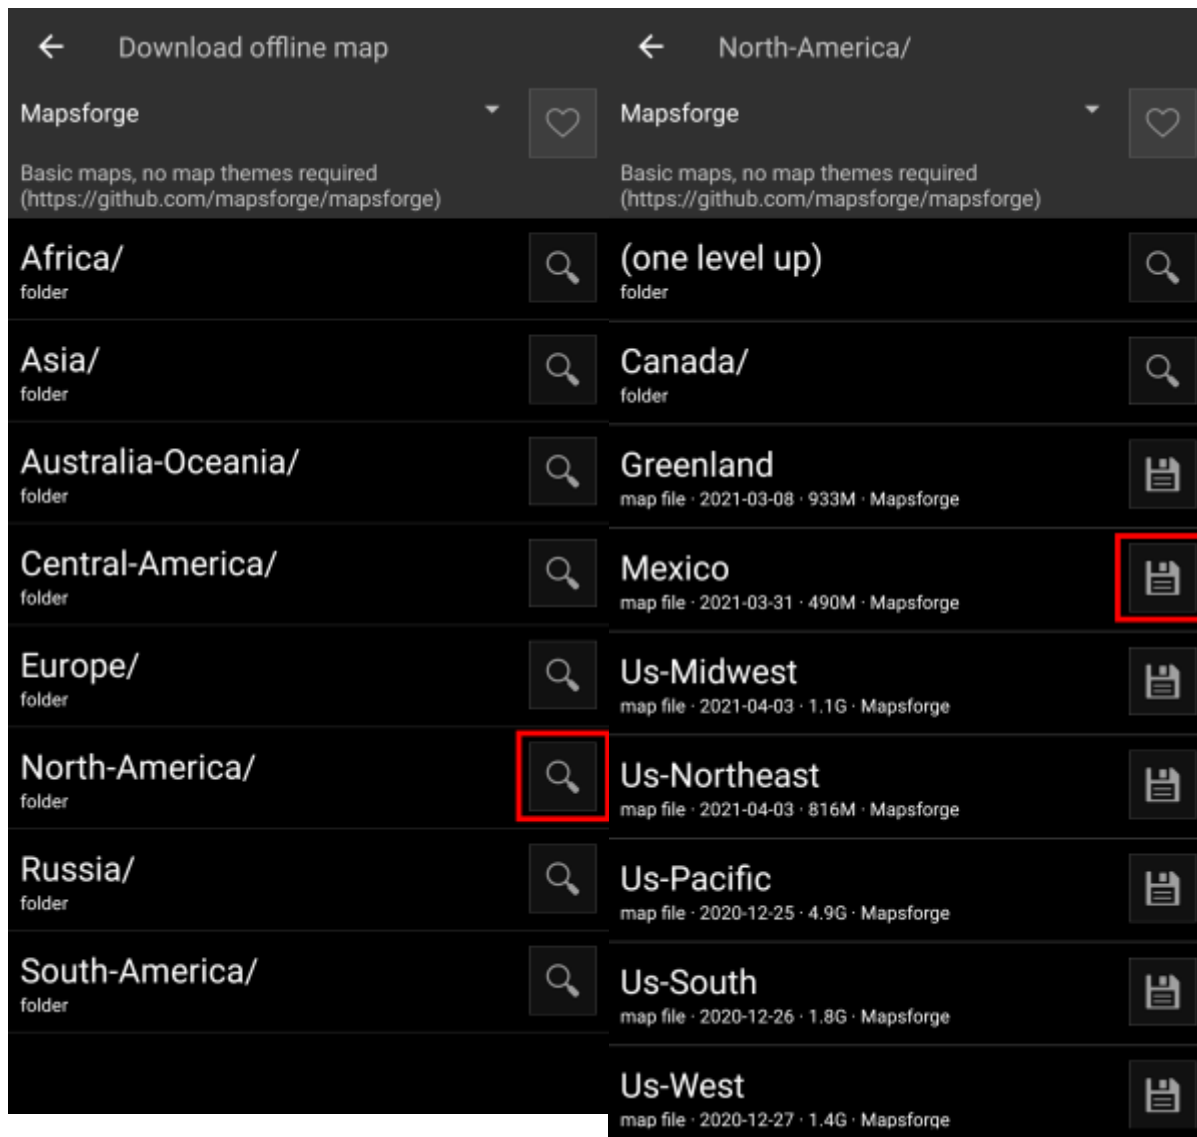 Download offline map
Mapsforge
Basic maps, no map themes required
(https://github.com/mapsforge/mapsforge)
Africa/
folder
Asia/
folder
Australia-Oceania/
folder
Central-America/
folder
Europe/
folder
North-America/
folder
Russia/
folder
South-America/
folder
North-America/
Mapsforge
Basic maps, no map themes required
(https://github.com/mapsforge/mapsforge)
(one level up)
folder
Canada/
folder
Greenland
map file · 2021-03-08 · 933M · Mapsforge
Mexico
map file · 2021-03-31 · 490M · Mapsforge
Us-Midwest
map file · 2021-04-03 · 1.1G · Mapsforge
Us-Northeast
map file · 2021-04-03 · 816M · Mapsforge
Us-Pacific
map file · 2020-12-25 · 4.9G · Mapsforge
Us-South
map file · 2020-12-26 · 1.8G · Mapsforge
Us-West
map file · 2020-12-27 · 1.4G · Mapsforge